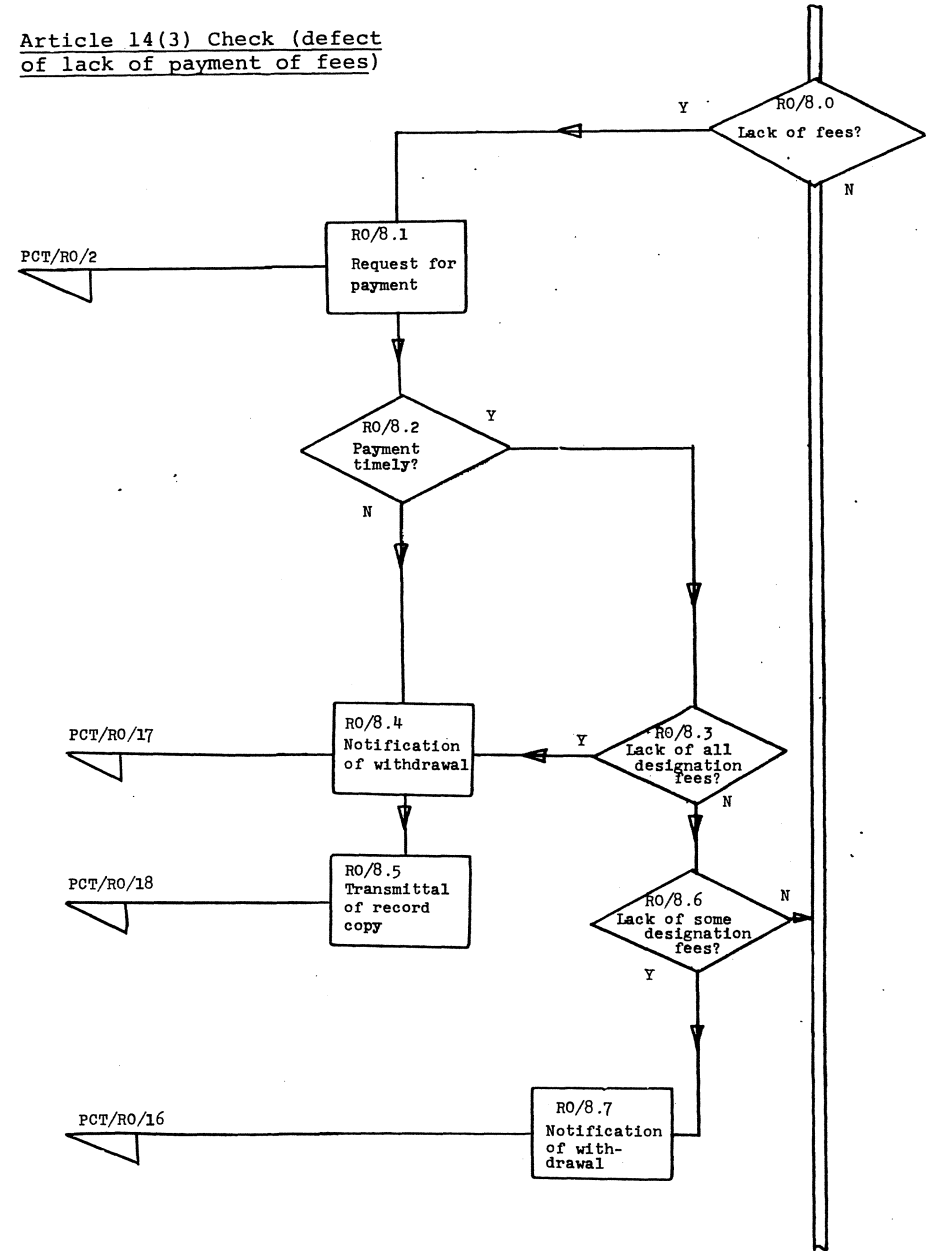 Article 14(3) Check (defect
of lack of payment of fees)
Y
RO/8.0
Lack of fees?
N
RO/8.1
Request for
payment
PCT/RO/2
RO/8.2
Payment
timely?
Y
N
PCT/RO/17
RO/8.4
Notification
of withdrawal
Y
RO/8.3
Lack of all
designation
fees?
N
PCT/RO/18
RO/8.5
Transmittal
of record
copy
RO/8.6
Lack of some
designation
fees?
N
Y
PCT/RO/16
RO/8.7
Notification
of with-
drawal